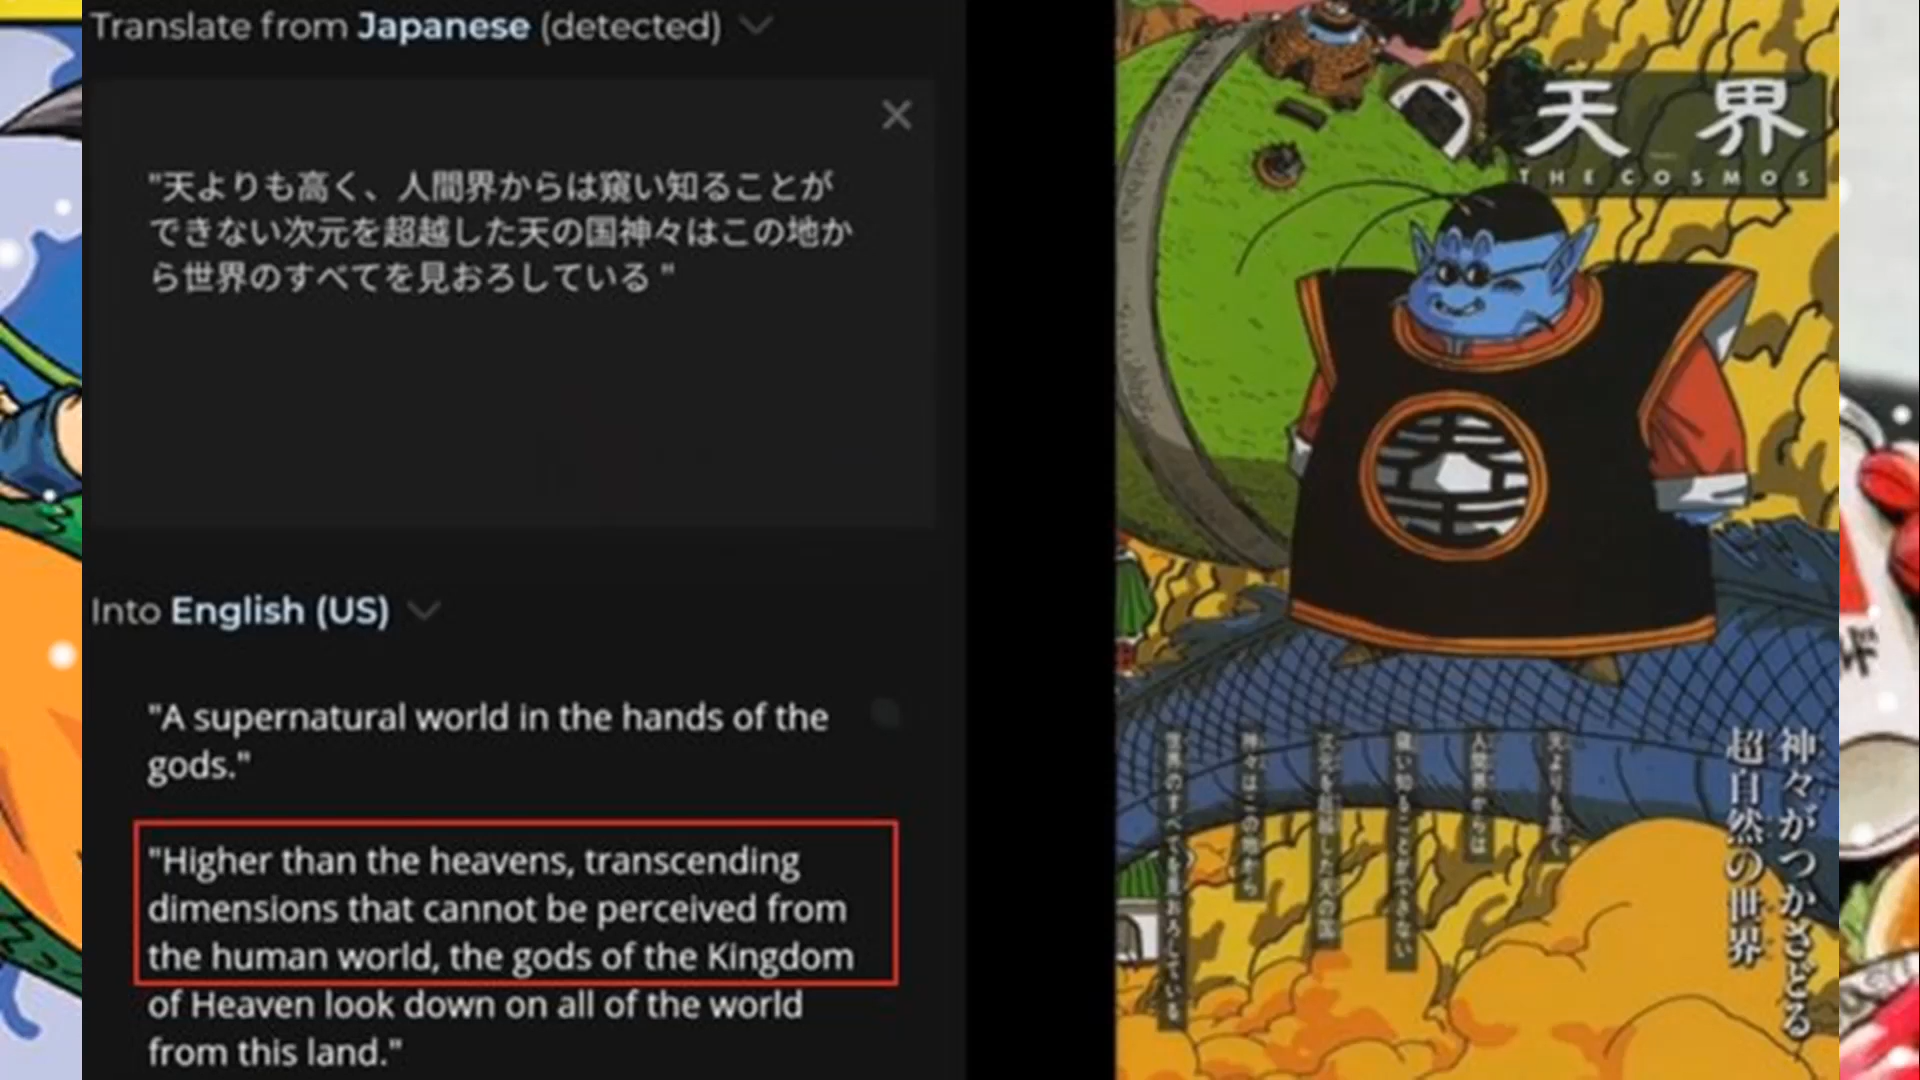 Translate from Japanese (detected)
"天よりも高く、人間界からは窺い知ることが
できない次元を超越した天の国神々はこの地か
ら世界のすべてを見おろしている "
Into English (US)
"A supernatural world in the hands of the
gods."
"Higher than the heavens, transcending
dimensions that cannot be perceived from
the human world, the gods of the Kingdom
of Heaven look down on all of the world
from this land."
天界
THE COSMOS
神々がつかさどる
超自然の世界
天よりも高く
人間界からは
窺い知ることができない
次元を超越した天の国
神々はこの地から
世界のすべてを見おろしている